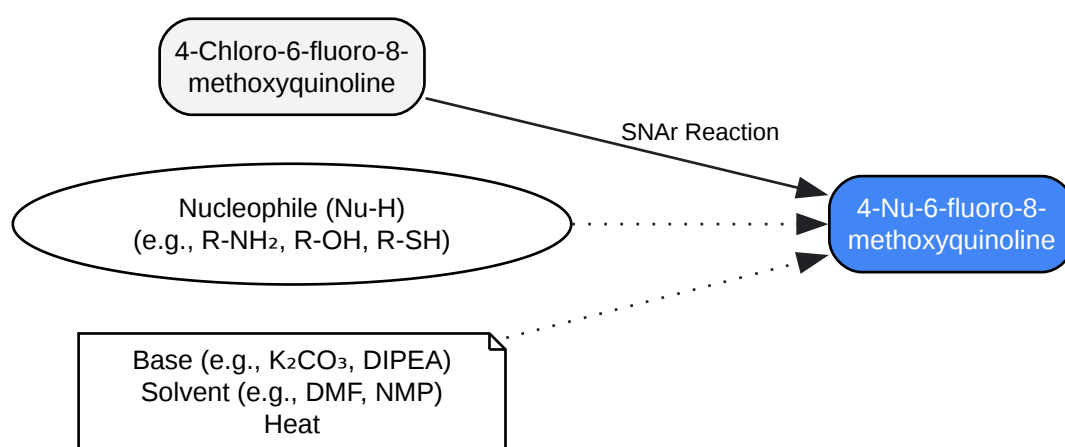 4-Chloro-6-fluoro-8-
methoxyquinoline
SNAr Reaction
Nucleophile (Nu-H)
(e.g., R-NH₂, R-OH, R-SH)
4-Nu-6-fluoro-8-
methoxyquinoline
Base (e.g., K₂CO₃, DIPEA)
Solvent (e.g., DMF, NMP)
Heat